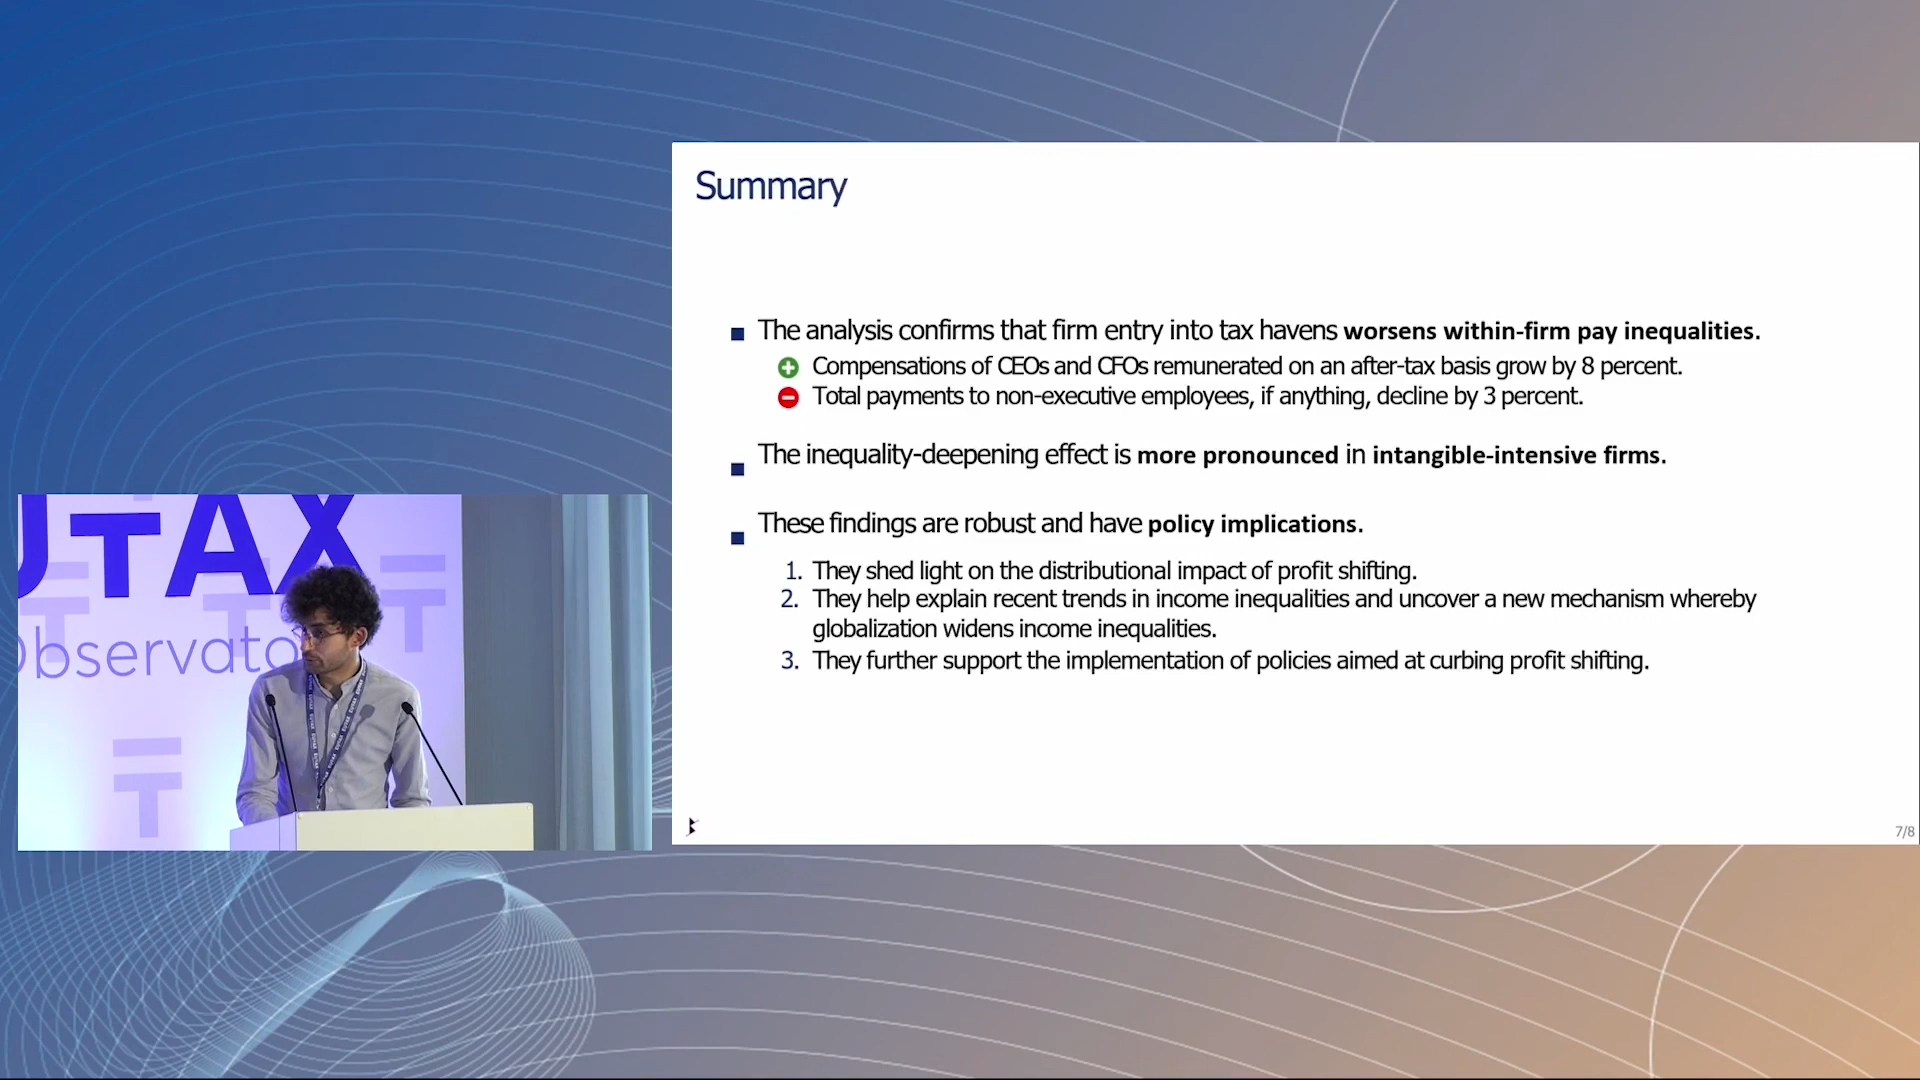 Summary
The analysis confirms that firm entry into tax havens worsens within-firm pay inequalities.
Compensations of CEOs and CFOs remunerated on an after-tax basis grow by 8 percent.
Total payments to non-executive employees, if anything, decline by 3 percent.
The inequality-deepening effect is more pronounced in intangible-intensive firms.
These findings are robust and have policy implications.
1. They shed light on the distributional impact of profit shifting.
2. They help explain recent trends in income inequalities and uncover a new mechanism whereby
globalization widens income inequalities.
3. They further support the implementation of policies aimed at curbing profit shifting.
7/8
UTAX
Observato